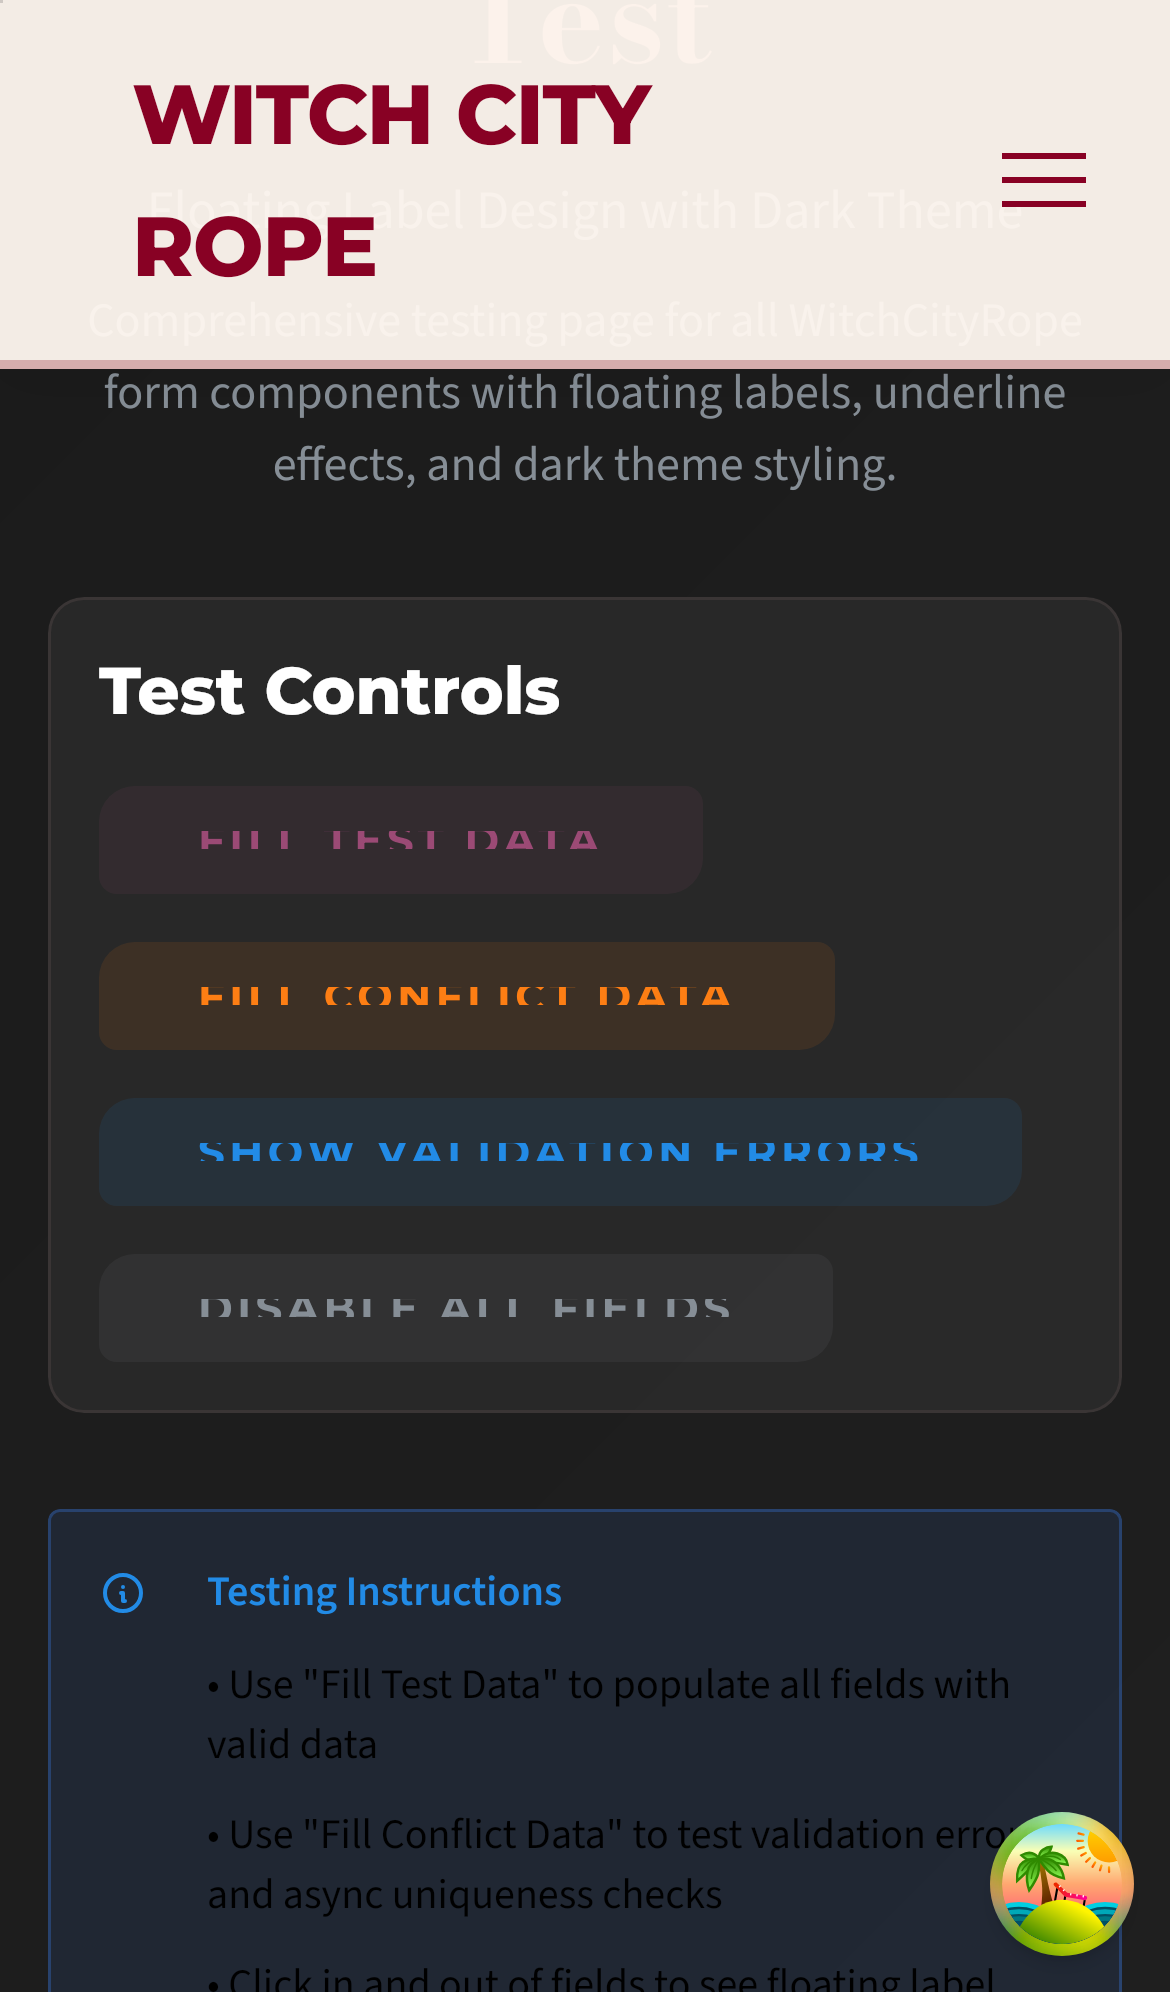 Test
WITCH CITY
Floating Label Design with Dark Theme
ROPE
Comprehensive testing page for all WitchCityRope
form components with floating labels, underline
effects, and dark theme styling.
Test Controls
FILL TEST DATA
FILL CONFLICT DATA
SHOW VALIDATION ERRORS
DISABLE ALL FIELDS
Testing Instructions
• Use "Fill Test Data" to populate all fields with
valid data
• Use "Fill Conflict Data" to test validation
and async uniqueness checks
• Click in and out of fields to see floating label